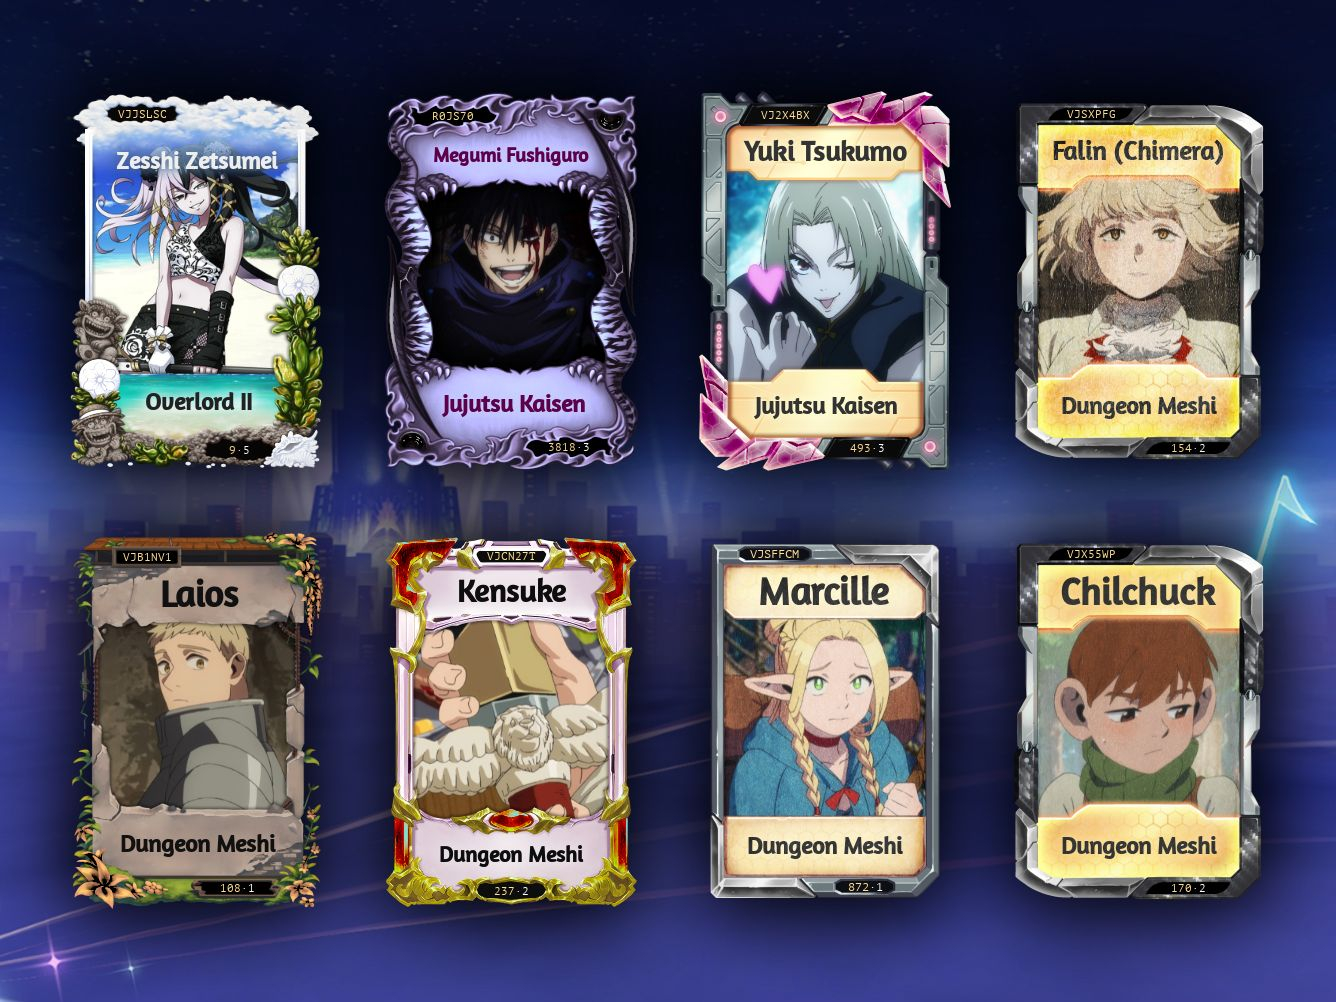 VJJSLSC
Zesshi Zetsumei
Overlord II
9·5
R0JS70
Megumi Fushiguro
Jujutsu Kaisen
3818·3
VJ2X4BX
Yuki Tsukumo
Jujutsu Kaisen
493·3
VJSXPFG
Falin (Chimera)
Dungeon Meshi
154·2
VJB1NV1
Laios
Dungeon Meshi
108·1
VJCN27T
Kensuke
Dungeon Meshi
237·2
VJSFFCM
Marcille
Dungeon Meshi
872·1
VJX55WP
Chilchuck
Dungeon Meshi
170·2